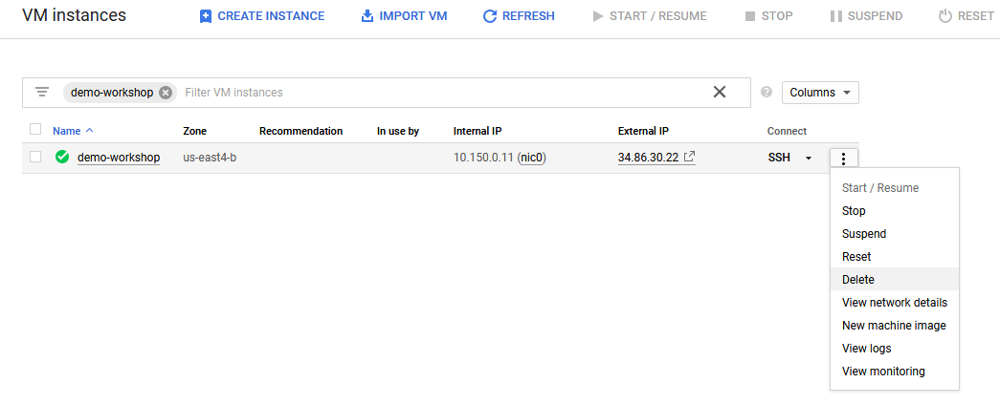 VM instances CREATE INSTANCE IMPORT VM REFRESH START / RESUME STOP SUSPEND RESET
demo-workshop Filter VM instances Columns
Name Zone Recommendation In use by Internal IP External IP Connect
demo-workshop us-east4-b 10.150.0.11 (nic0) 34.86.30.22 SSH
Start / Resume
Stop
Suspend
Reset
Delete
View network details
New machine image
View logs
View monitoring